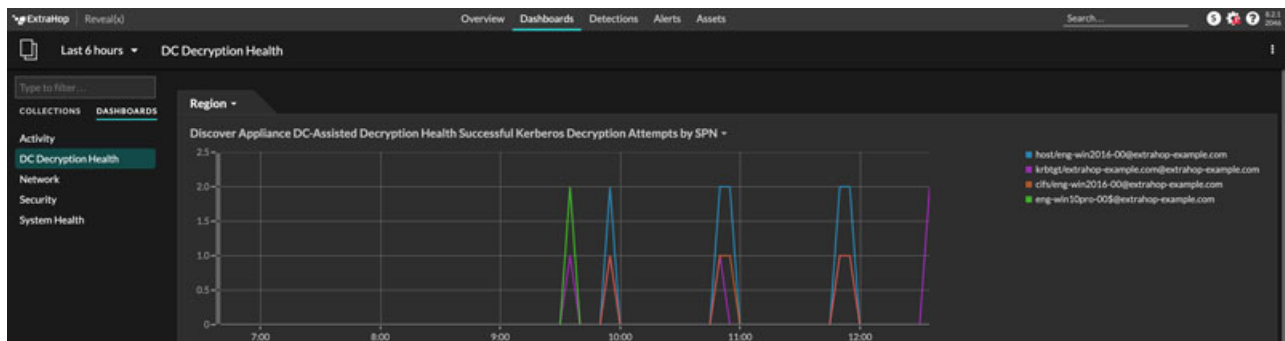 ExtraHop Reveal(x) Overview Dashboards Detections Alerts Assets Search... 8.2.1
2046
Last 6 hours DC Decryption Health
Type to filter...
COLLECTIONS DASHBOARDS
Activity
DC Decryption Health
Network
Security
System Health
Region
Discover Appliance DC-Assisted Decryption Health Successful Kerberos Decryption Attempts by SPN
2.5
2.0
1.5
1.0
0.5
0
7:00 8:00 9:00 10:00 11:00 12:00
host/eng-win2016-00@extrahop-example.com
krbtgt/extrahop-example.com@extrahop-example.com
cifs/eng-win2016-00@extrahop-example.com
eng-win10pro-00$@extrahop-example.com